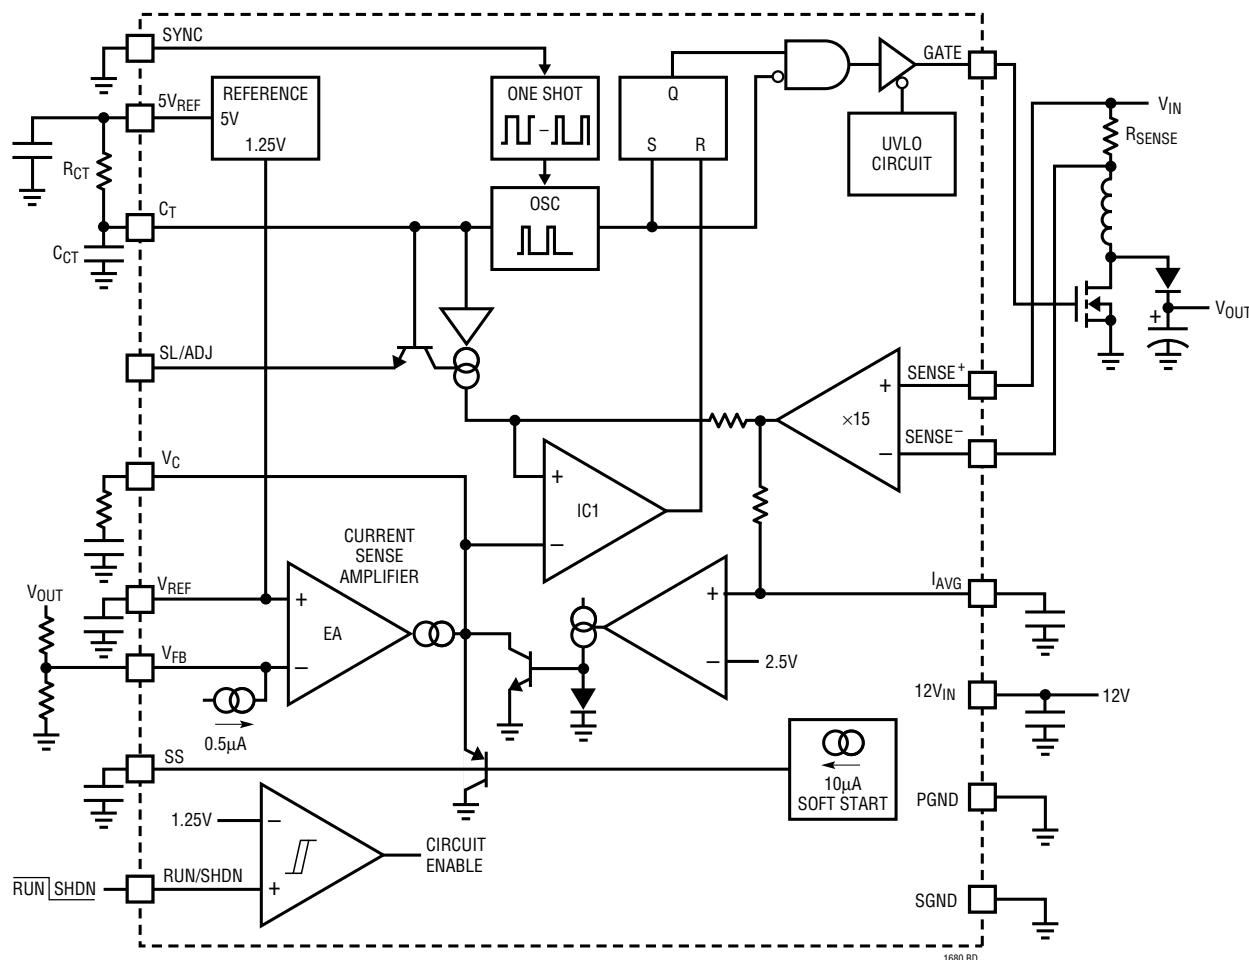 SYNC
GATE
5VREF
REFERENCE
5V
1.25V
ONE SHOT
Q
S R
UVLO
CIRCUIT
VIN
RSENSE
RCT
CT
OSC
CCT
+
VOUT
SL/ADJ
SENSE+
+
×15
SENSE−
−
VC
+
IC1
−
CURRENT
SENSE
AMPLIFIER
VREF
VOUT
+
EA
−
VFB
0.5µA
IAVG
+
−
2.5V
12VIN
12V
SS
10µA
SOFT START
PGND
1.25V
−
CIRCUIT
ENABLE
RUN SHDN
RUN/SHDN
+
SGND
1680 BD